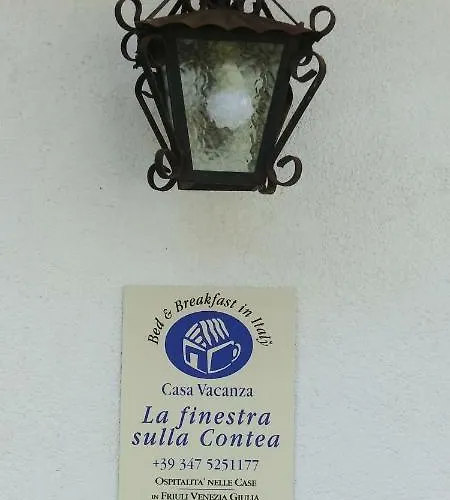 Bed & Breakfast in Italy
Casa Vacanza
La finestra
sulla Contea
+39 347 5251177
OSPITALITA' NELLE CASE
IN FRIULI VENEZIA GIULIA